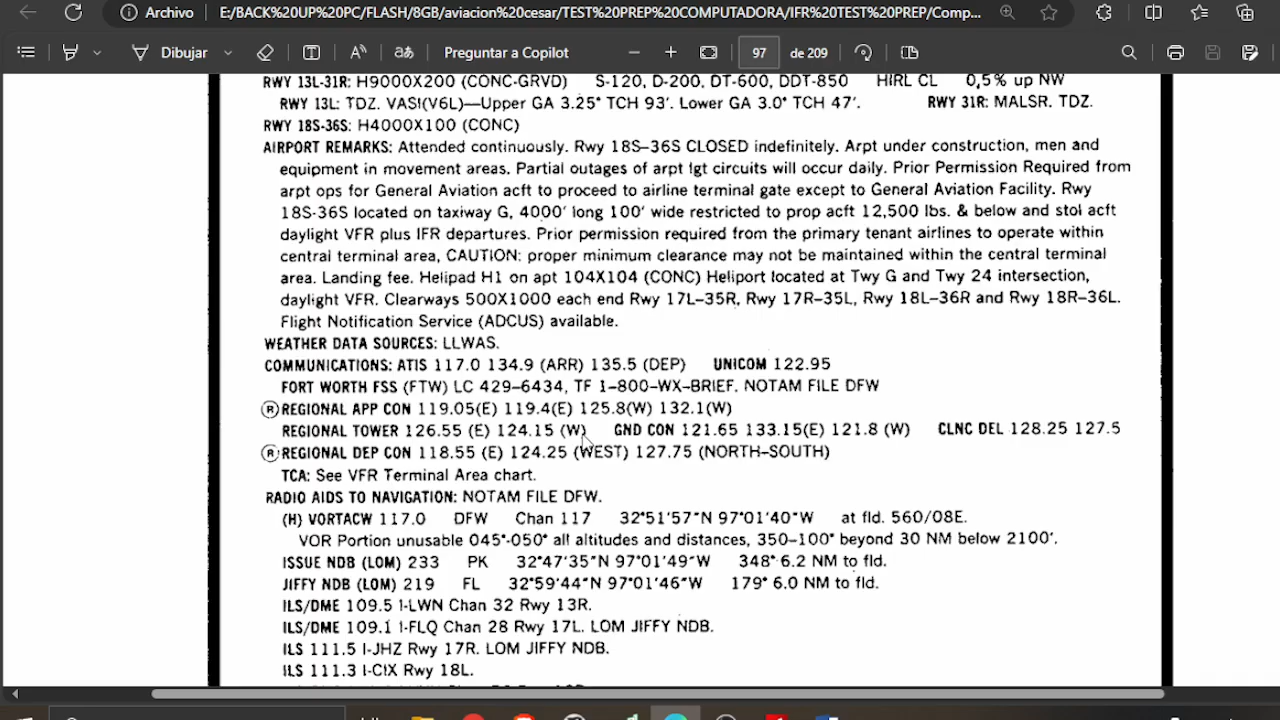 Archivo E:/BACK%20UP%20PC/FLASH/8GB/aviacion%20cesar/TEST%20PREP%20COMPUTADORA/IFR%20TEST%20PREP/Comp...
Dibujar aあ Preguntar a Copilot 97 de 209
RWY 13L-31R: H9000X200 (CONC-GRVD) S-120, D-200, DT-600, DDT-850 HIRL CL 0,5% up NW
RWY 13L: TDZ. VASI(V6L)—Upper GA 3.25° TCH 93'. Lower GA 3.0° TCH 47'. RWY 31R: MALSR. TDZ.
RWY 18S-36S: H4000X100 (CONC)
AIRPORT REMARKS: Attended continuously. Rwy 18S-36S CLOSED indefinitely. Arpt under construction, men and
equipment in movement areas. Partial outages of arpt lgt circuits will occur daily. Prior Permission Required from
arpt ops for General Aviation acft to proceed to airline terminal gate except to General Aviation Facility. Rwy
18S-36S located on taxiway G, 4000' long 100' wide restricted to prop acft 12,500 lbs. & below and stol acft
daylight VFR plus IFR departures. Prior permission required from the primary tenant airlines to operate within
central terminal area, CAUTION: proper minimum clearance may not be maintained within the central terminal
area. Landing fee. Helipad H1 on apt 104X104 (CONC) Heliport located at Twy G and Twy 24 intersection,
daylight VFR. Clearways 500X1000 each end Rwy 17L-35R, Rwy 17R-35L, Rwy 18L-36R and Rwy 18R-36L.
Flight Notification Service (ADCUS) available.
WEATHER DATA SOURCES: LLWAS.
COMMUNICATIONS: ATIS 117.0 134.9 (ARR) 135.5 (DEP) UNICOM 122.95
FORT WORTH FSS (FTW) LC 429-6434, TF 1-800-WX-BRIEF. NOTAM FILE DFW
Ⓡ REGIONAL APP CON 119.05(E) 119.4(E) 125.8(W) 132.1(W)
REGIONAL TOWER 126.55 (E) 124.15 (W) GND CON 121.65 133.15(E) 121.8 (W) CLNC DEL 128.25 127.5
Ⓡ REGIONAL DEP CON 118.55 (E) 124.25 (WEST) 127.75 (NORTH-SOUTH)
TCA: See VFR Terminal Area chart.
RADIO AIDS TO NAVIGATION: NOTAM FILE DFW.
(H) VORTACW 117.0 DFW Chan 117 32°51'57"N 97°01'40"W at fld. 560/08E.
VOR Portion unusable 045°-050° all altitudes and distances, 350-100° beyond 30 NM below 2100'.
ISSUE NDB (LOM) 233 PK 32°47'35"N 97°01'49"W 348° 6.2 NM to fld.
JIFFY NDB (LOM) 219 FL 32°59'44"N 97°01'46"W 179° 6.0 NM to fld.
ILS/DME 109.5 I-LWN Chan 32 Rwy 13R.
ILS/DME 109.1 I-FLQ Chan 28 Rwy 17L. LOM JIFFY NDB.
ILS 111.5 I-JHZ Rwy 17R. LOM JIFFY NDB.
ILS 111.3 I-CIX Rwy 18L.